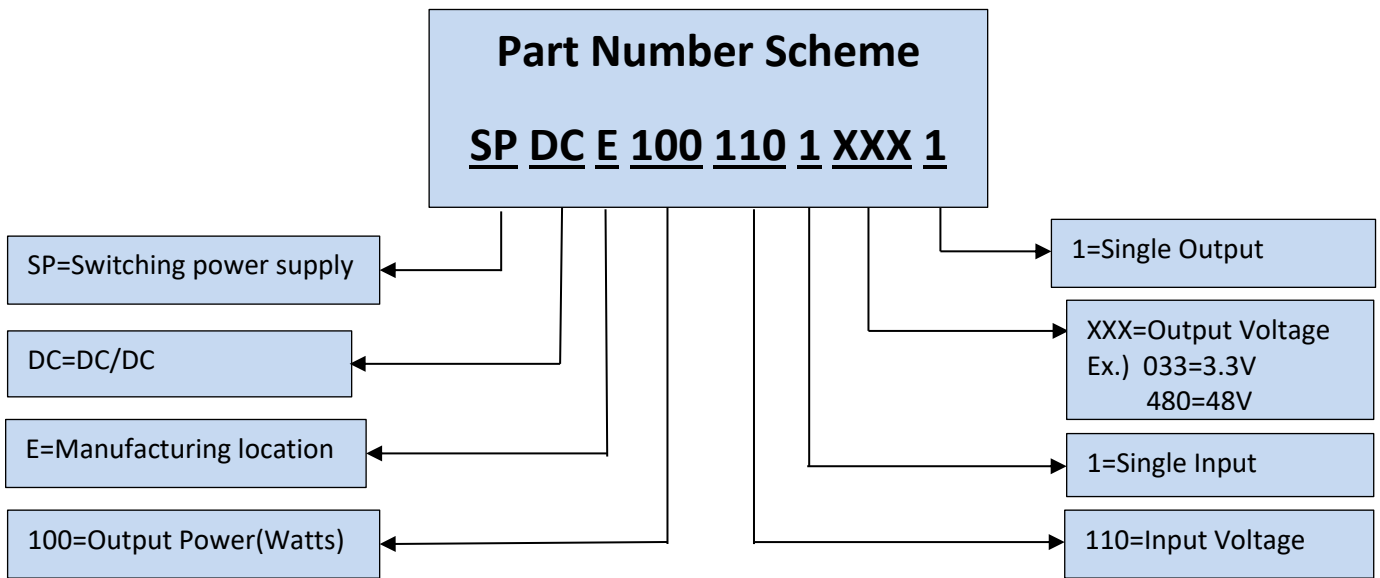 Part Number Scheme
SP DC E 100 110 1 XXX 1
SP=Switching power supply
DC=DC/DC
E=Manufacturing location
100=Output Power(Watts)
1=Single Output
XXX=Output Voltage
Ex.) 033=3.3V
480=48V
1=Single Input
110=Input Voltage